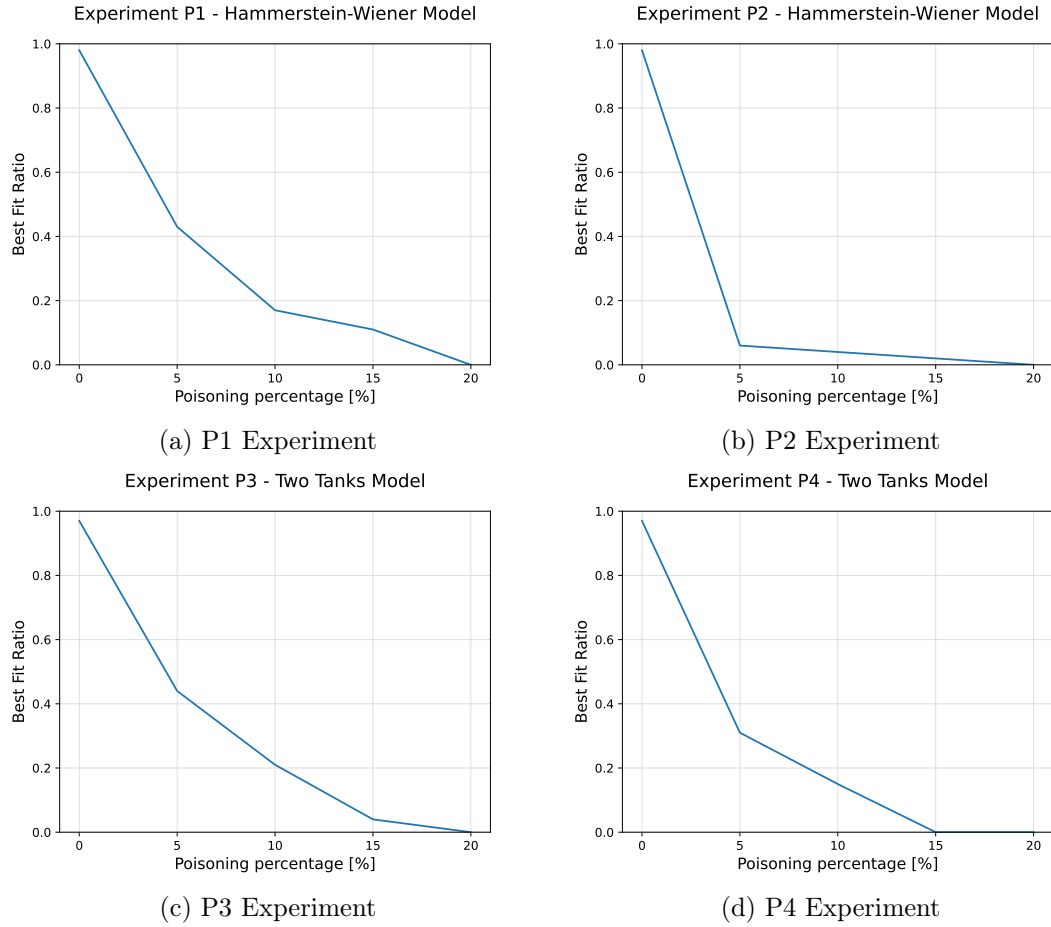 Experiment P1 - Hammerstein-Wiener Model
1.0
0.8
0.6
0.4
0.2
0.0
Best Fit Ratio
0 5 10 15 20
Poisoning percentage [%]
(a) P1 Experiment
Experiment P2 - Hammerstein-Wiener Model
1.0
0.8
0.6
0.4
0.2
0.0
Best Fit Ratio
0 5 10 15 20
Poisoning percentage [%]
(b) P2 Experiment
Experiment P3 - Two Tanks Model
1.0
0.8
0.6
0.4
0.2
0.0
Best Fit Ratio
0 5 10 15 20
Poisoning percentage [%]
(c) P3 Experiment
Experiment P4 - Two Tanks Model
1.0
0.8
0.6
0.4
0.2
0.0
Best Fit Ratio
0 5 10 15 20
Poisoning percentage [%]
(d) P4 Experiment